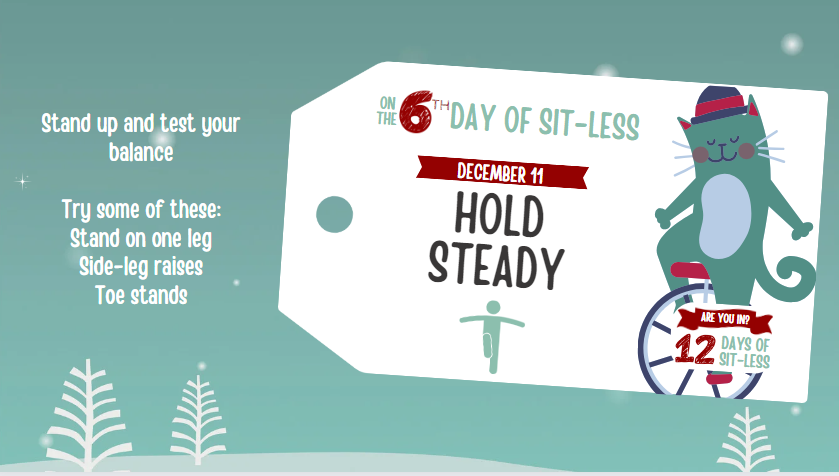 Stand up and test your
balance
Try some of these:
Stand on one leg
Side-leg raises
Toe stands
ON
THE
6TH DAY OF SIT-LESS
DECEMBER 11
HOLD
STEADY
ARE YOU IN?
12 DAYS OF
SIT-LESS